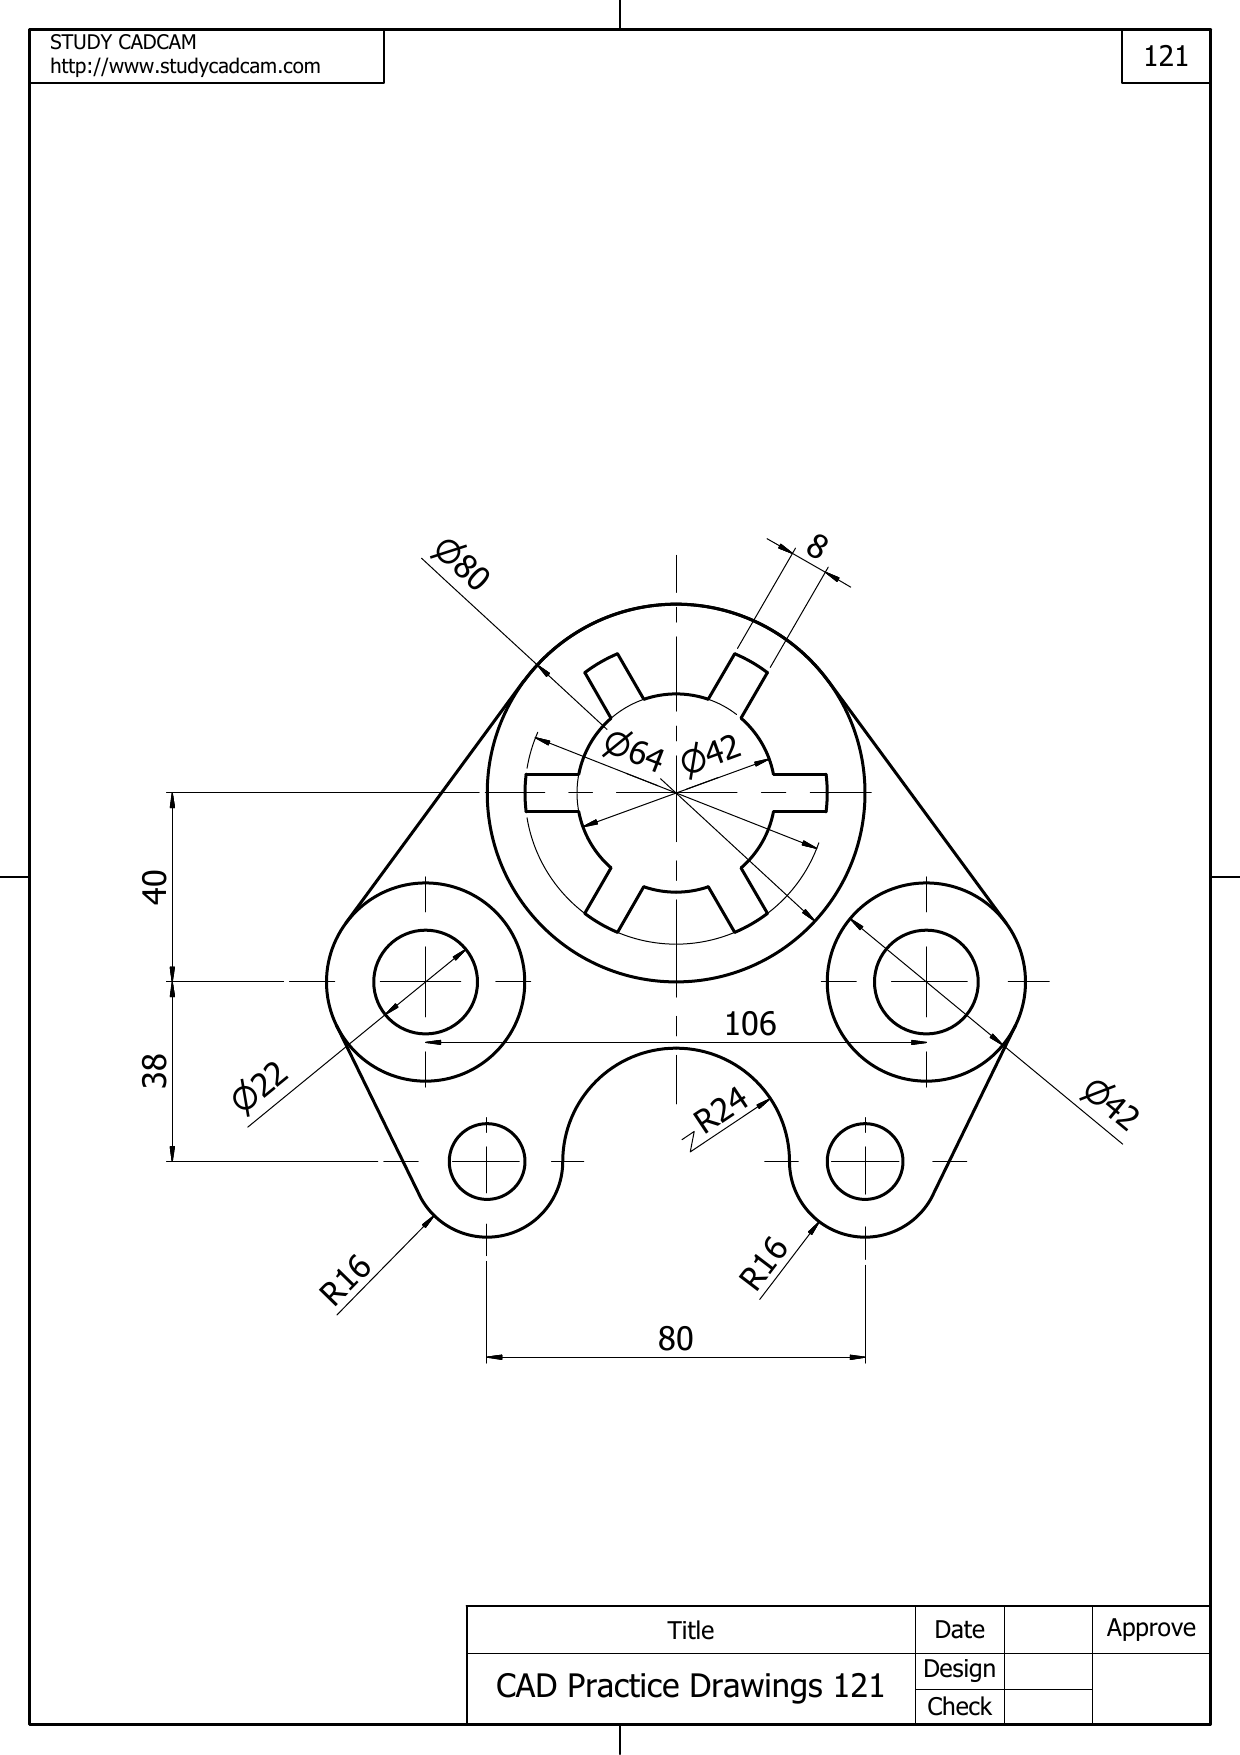 STUDY CADCAM
http://www.studycadcam.com
121
Ø80
8
Ø64
Ø42
40
106
38
Ø22
R24
Ø42
R16
R16
80
Title
Date
Approve
CAD Practice Drawings 121
Design
Check